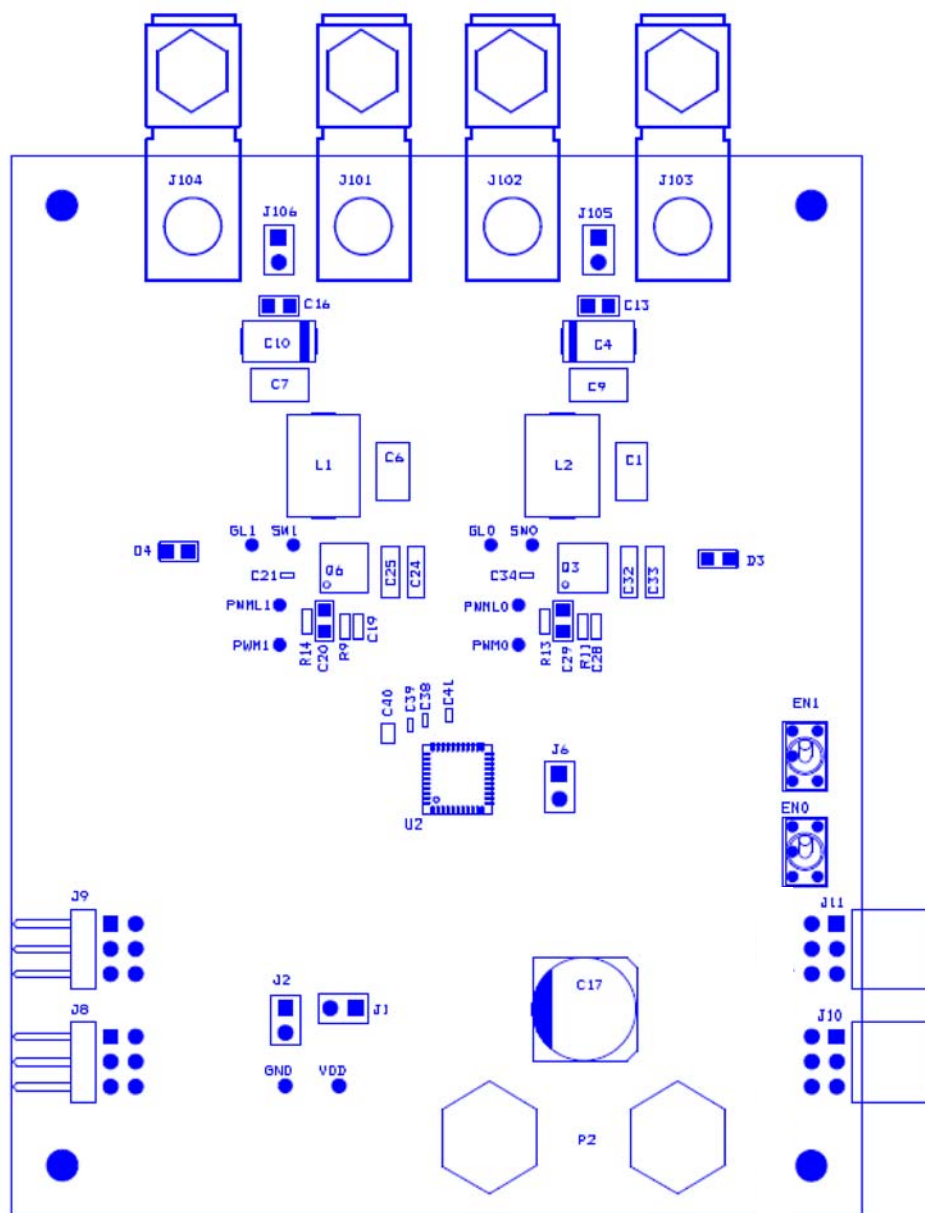 J104 J101 J102 J103
J106 J105
C16 C13
C10 C4
C7 C9
L1 C6 L2 C1
GL1 SW1 GL0 SW0
D4 Q6 C25 C24 Q3 C32 C33 D3
C21 C34
PWML1 PWML0
PWM1 R14 C20 R9 C19 PWM0 R13 C29 R11 C28
C40 C39 C38 C41
EN1
J6
EN0
U2
J9 J11
J2 C17
J8 J1 J10
GND VDD
P2